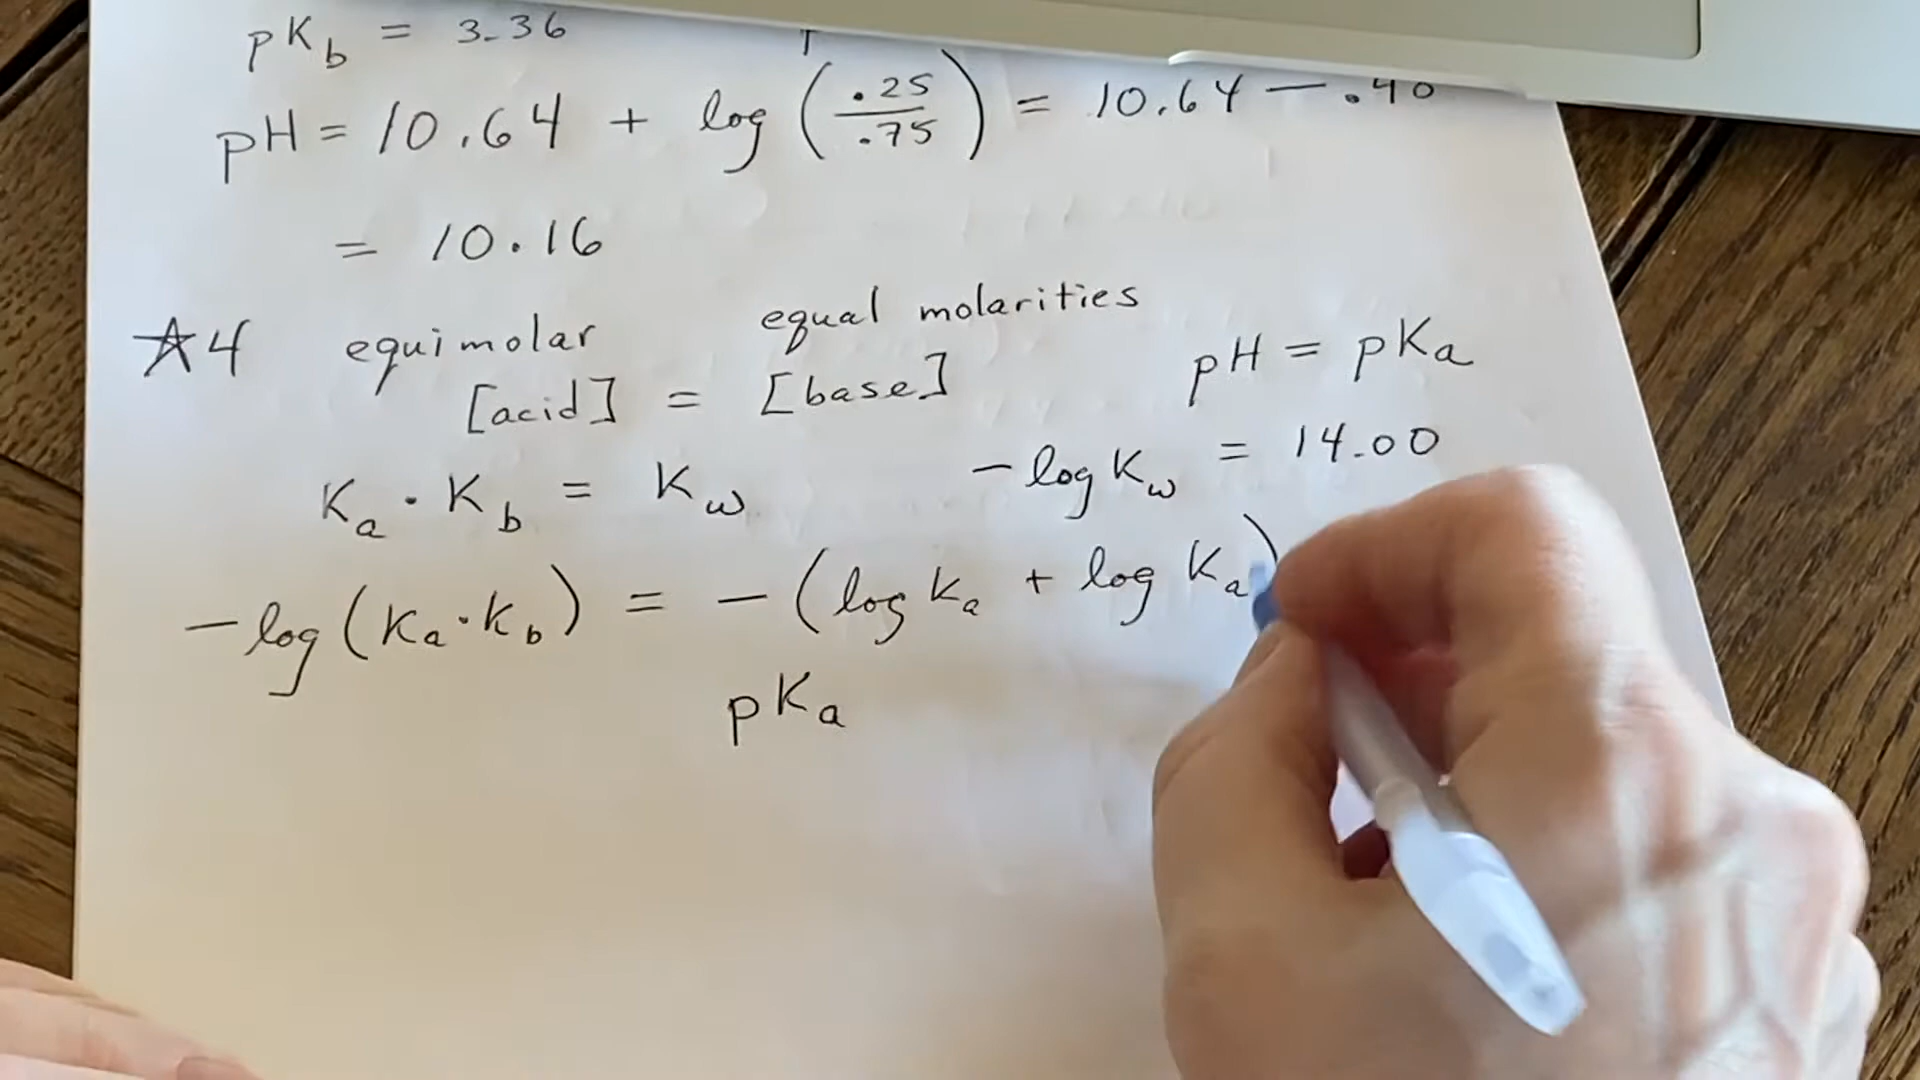 pKb = 3.36
pH = 10.64 + log (.25/.75) = 10.64 - .48
= 10.16
☆4 equimolar equal molarities
[acid] = [base] pH = pKa
Ka · Kb = Kw -log Kw = 14.00
-log (Ka · Kb) = - (log Ka + log Ka)
pKa